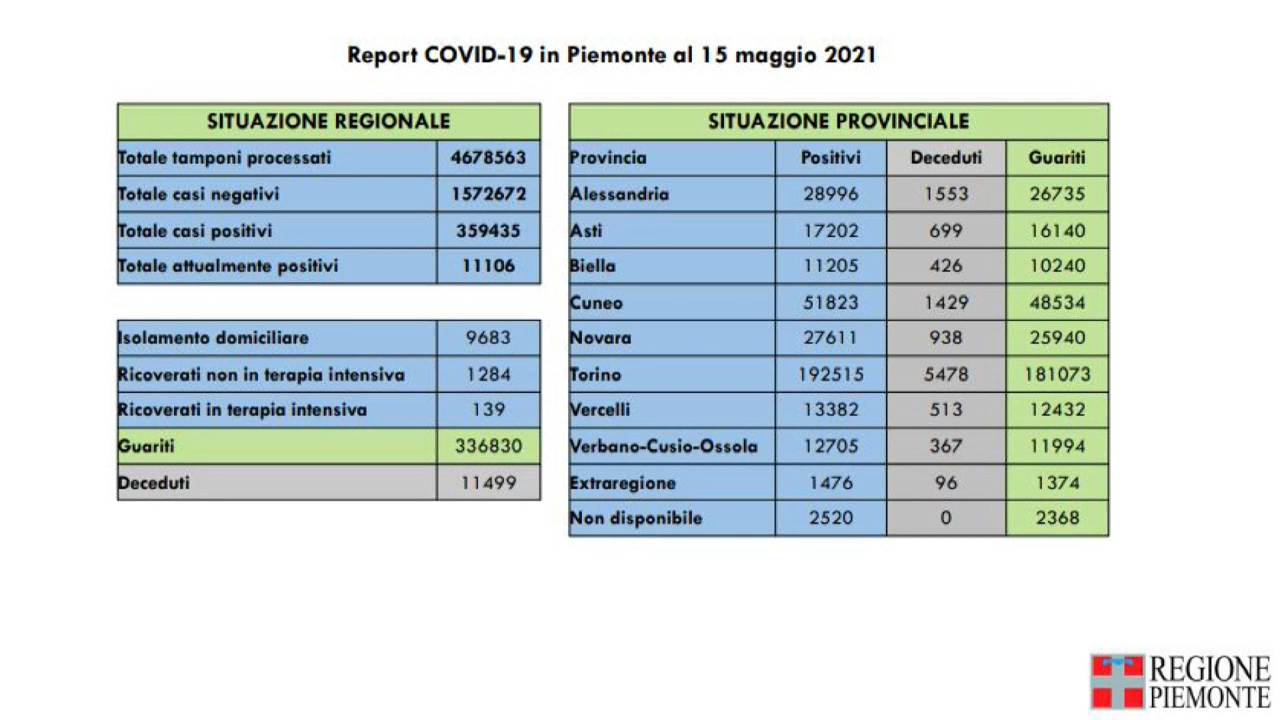 Report COVID-19 in Piemonte al 15 maggio 2021
SITUAZIONE REGIONALE
Totale tamponi processati 4678563
Totale casi negativi 1572672
Totale casi positivi 359435
Totale attualmente positivi 11106
Isolamento domiciliare 9683
Ricoverati non in terapia intensiva 1284
Ricoverati in terapia intensiva 139
Guariti 336830
Deceduti 11499
SITUAZIONE PROVINCIALE
Provincia Positivi Deceduti Guariti
Alessandria 28996 1553 26735
Asti 17202 699 16140
Biella 11205 426 10240
Cuneo 51823 1429 48534
Novara 27611 938 25940
Torino 192515 5478 181073
Vercelli 13382 513 12432
Verbano-Cusio-Ossola 12705 367 11994
Extraregione 1476 96 1374
Non disponibile 2520 0 2368
REGIONE
PIEMONTE